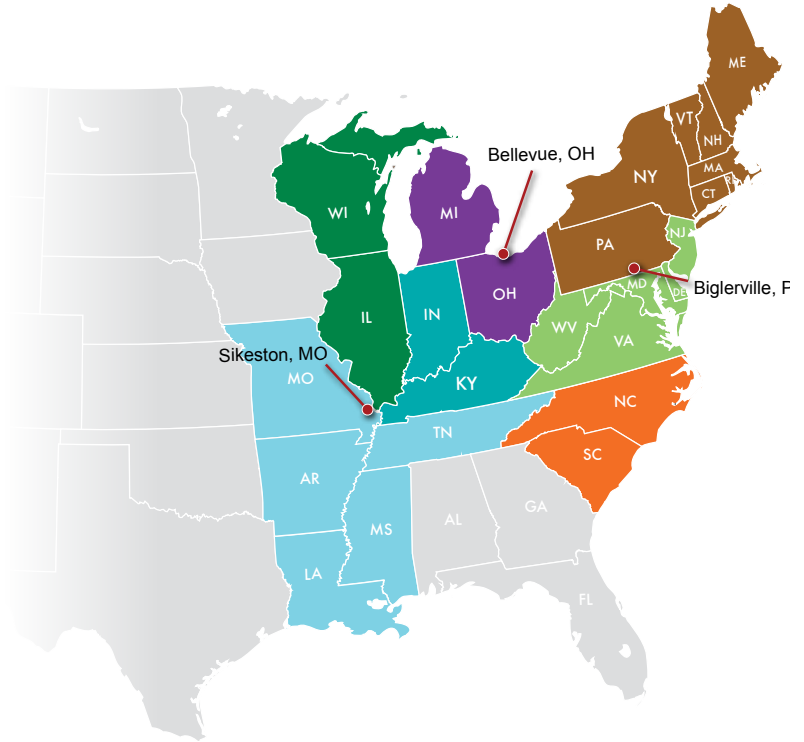 ME
VT
NH
Bellevue, OH
MA
NY
RI
CT
WI
MI
NJ
PA
MD
DE
Biglerville, P
OH
IL
IN
WV
VA
Sikeston, MO
MO
KY
NC
TN
SC
AR
GA
AL
MS
LA
FL